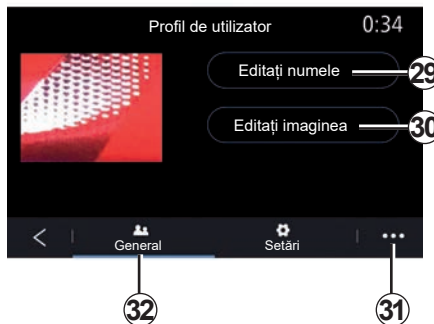 Profil de utilizator 0:34
Editați numele 29
Editați imaginea 30
General Setări
32 31